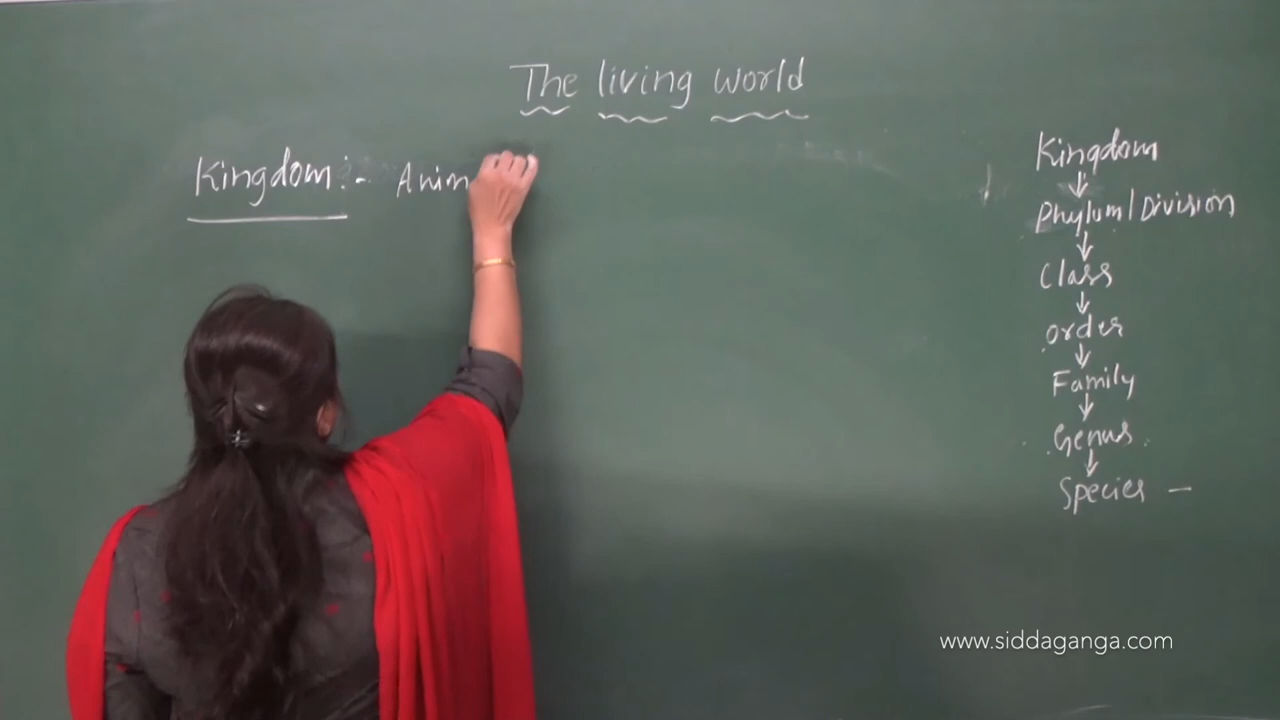 The living world
Kingdom :- Anim
Kingdom
↓
Phylum/Division
↓
Class
↓
order
↓
Family
↓
Genus
↓
Species -
www.siddaganga.com